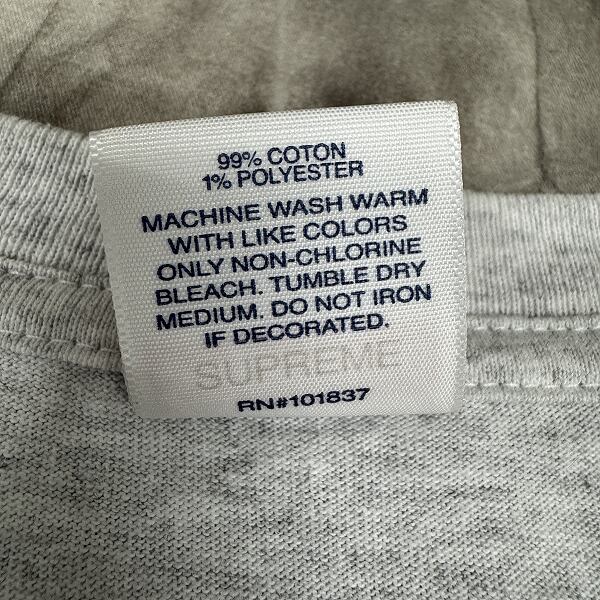 99% COTON
1% POLYESTER
MACHINE WASH WARM
WITH LIKE COLORS
ONLY NON-CHLORINE
BLEACH. TUMBLE DRY
MEDIUM. DO NOT IRON
IF DECORATED.
SUPREME
RN#101837